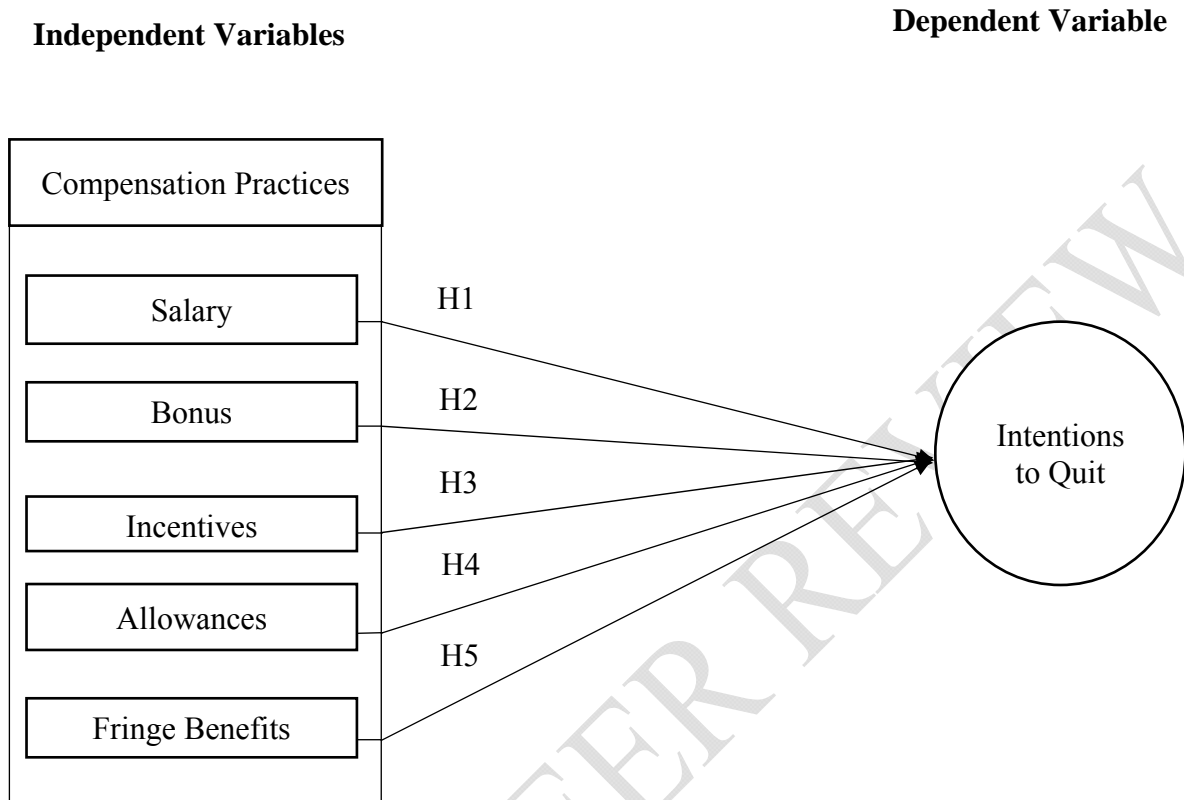 Independent Variables
Dependent Variable
Compensation Practices
Salary
Bonus
Incentives
Allowances
Fringe Benefits
H1
H2
H3
H4
H5
Intentions
to Quit
ER REVIEW